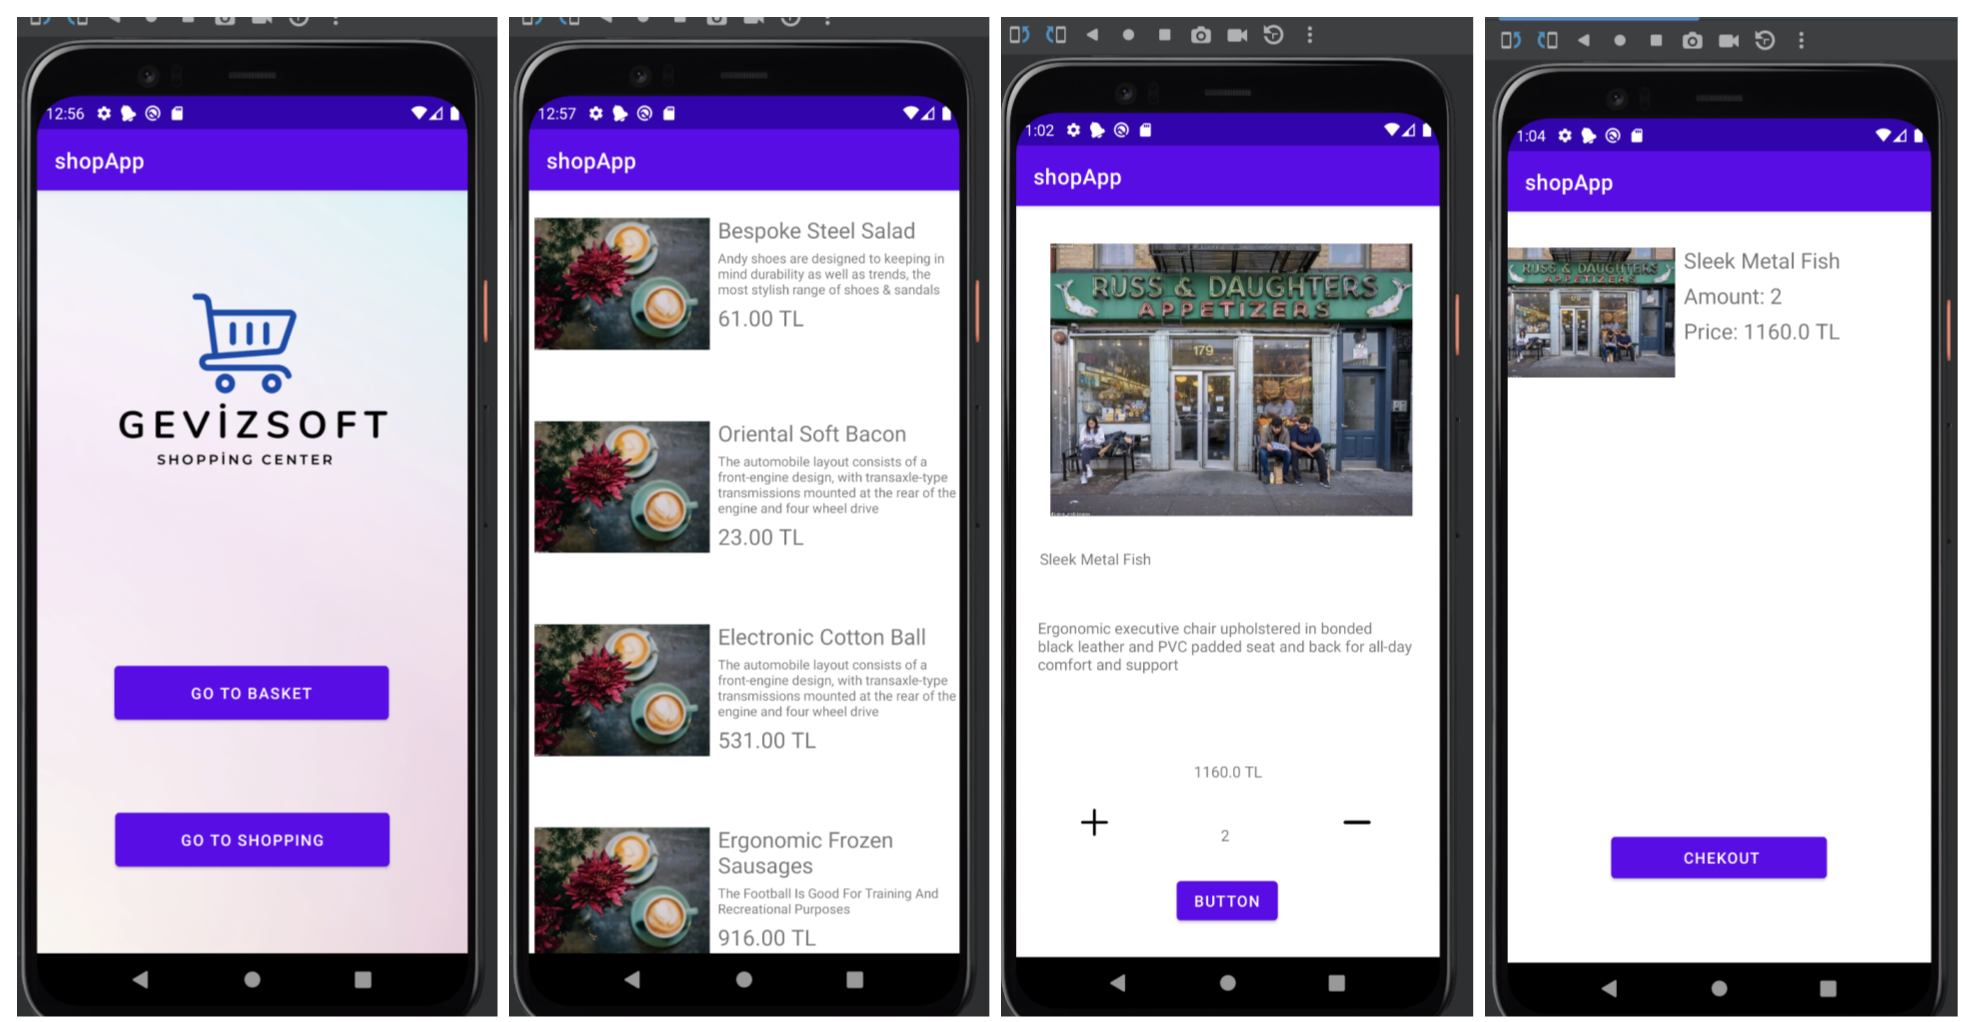 12:56
shopApp
GEVİZSOFT
SHOPPİNG CENTER
GO TO BASKET
GO TO SHOPPING
12:57
shopApp
Bespoke Steel Salad
Andy shoes are designed to keeping in
mind durability as well as trends, the
most stylish range of shoes & sandals
61.00 TL
Oriental Soft Bacon
The automobile layout consists of a
front-engine design, with transaxle-type
transmissions mounted at the rear of the
engine and four wheel drive
23.00 TL
Electronic Cotton Ball
The automobile layout consists of a
front-engine design, with transaxle-type
transmissions mounted at the rear of the
engine and four wheel drive
531.00 TL
Ergonomic Frozen
Sausages
The Football Is Good For Training And
Recreational Purposes
916.00 TL
1:02
shopApp
RUSS & DAUGHTERS
APPETIZERS
179
Sleek Metal Fish
Ergonomic executive chair upholstered in bonded
black leather and PVC padded seat and back for all-day
comfort and support
1160.0 TL
2
BUTTON
1:04
shopApp
RUSS & DAUGHTERS
APPETIZERS
179
Sleek Metal Fish
Amount: 2
Price: 1160.0 TL
CHEKOUT